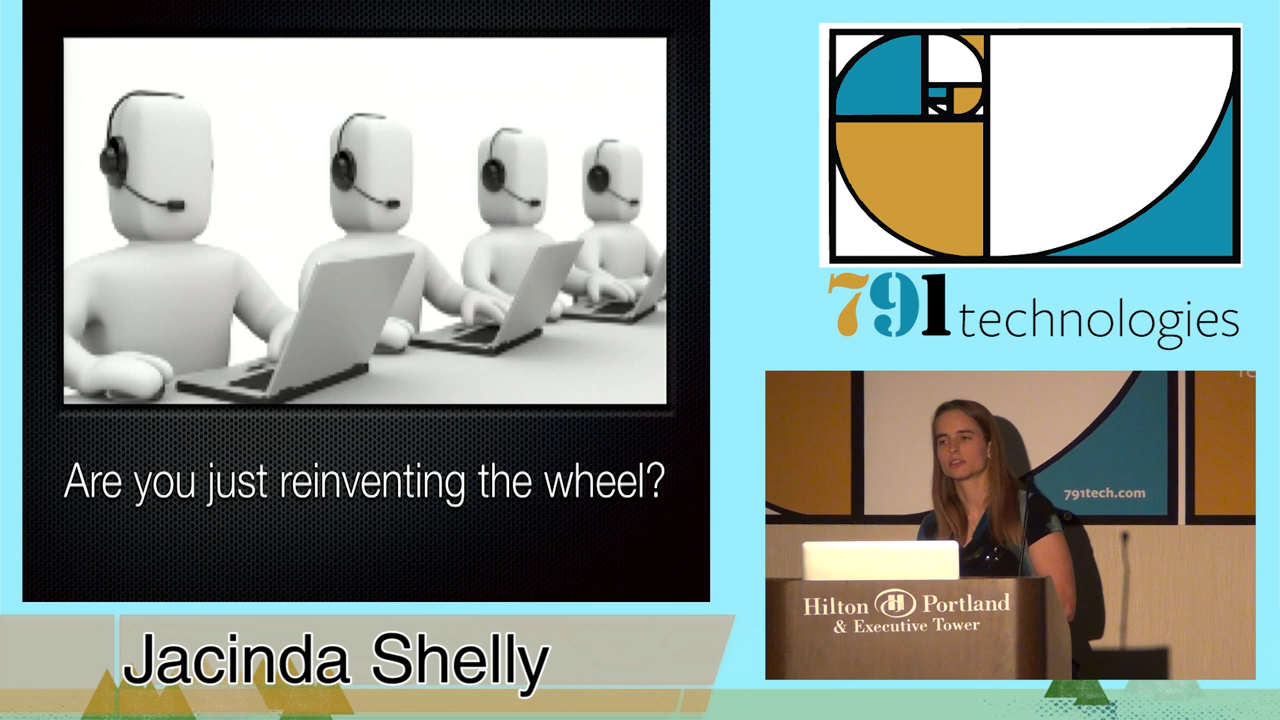 Are you just reinventing the wheel?
Jacinda Shelly
791 technologies
791tech.com
Hilton Portland
& Executive Tower